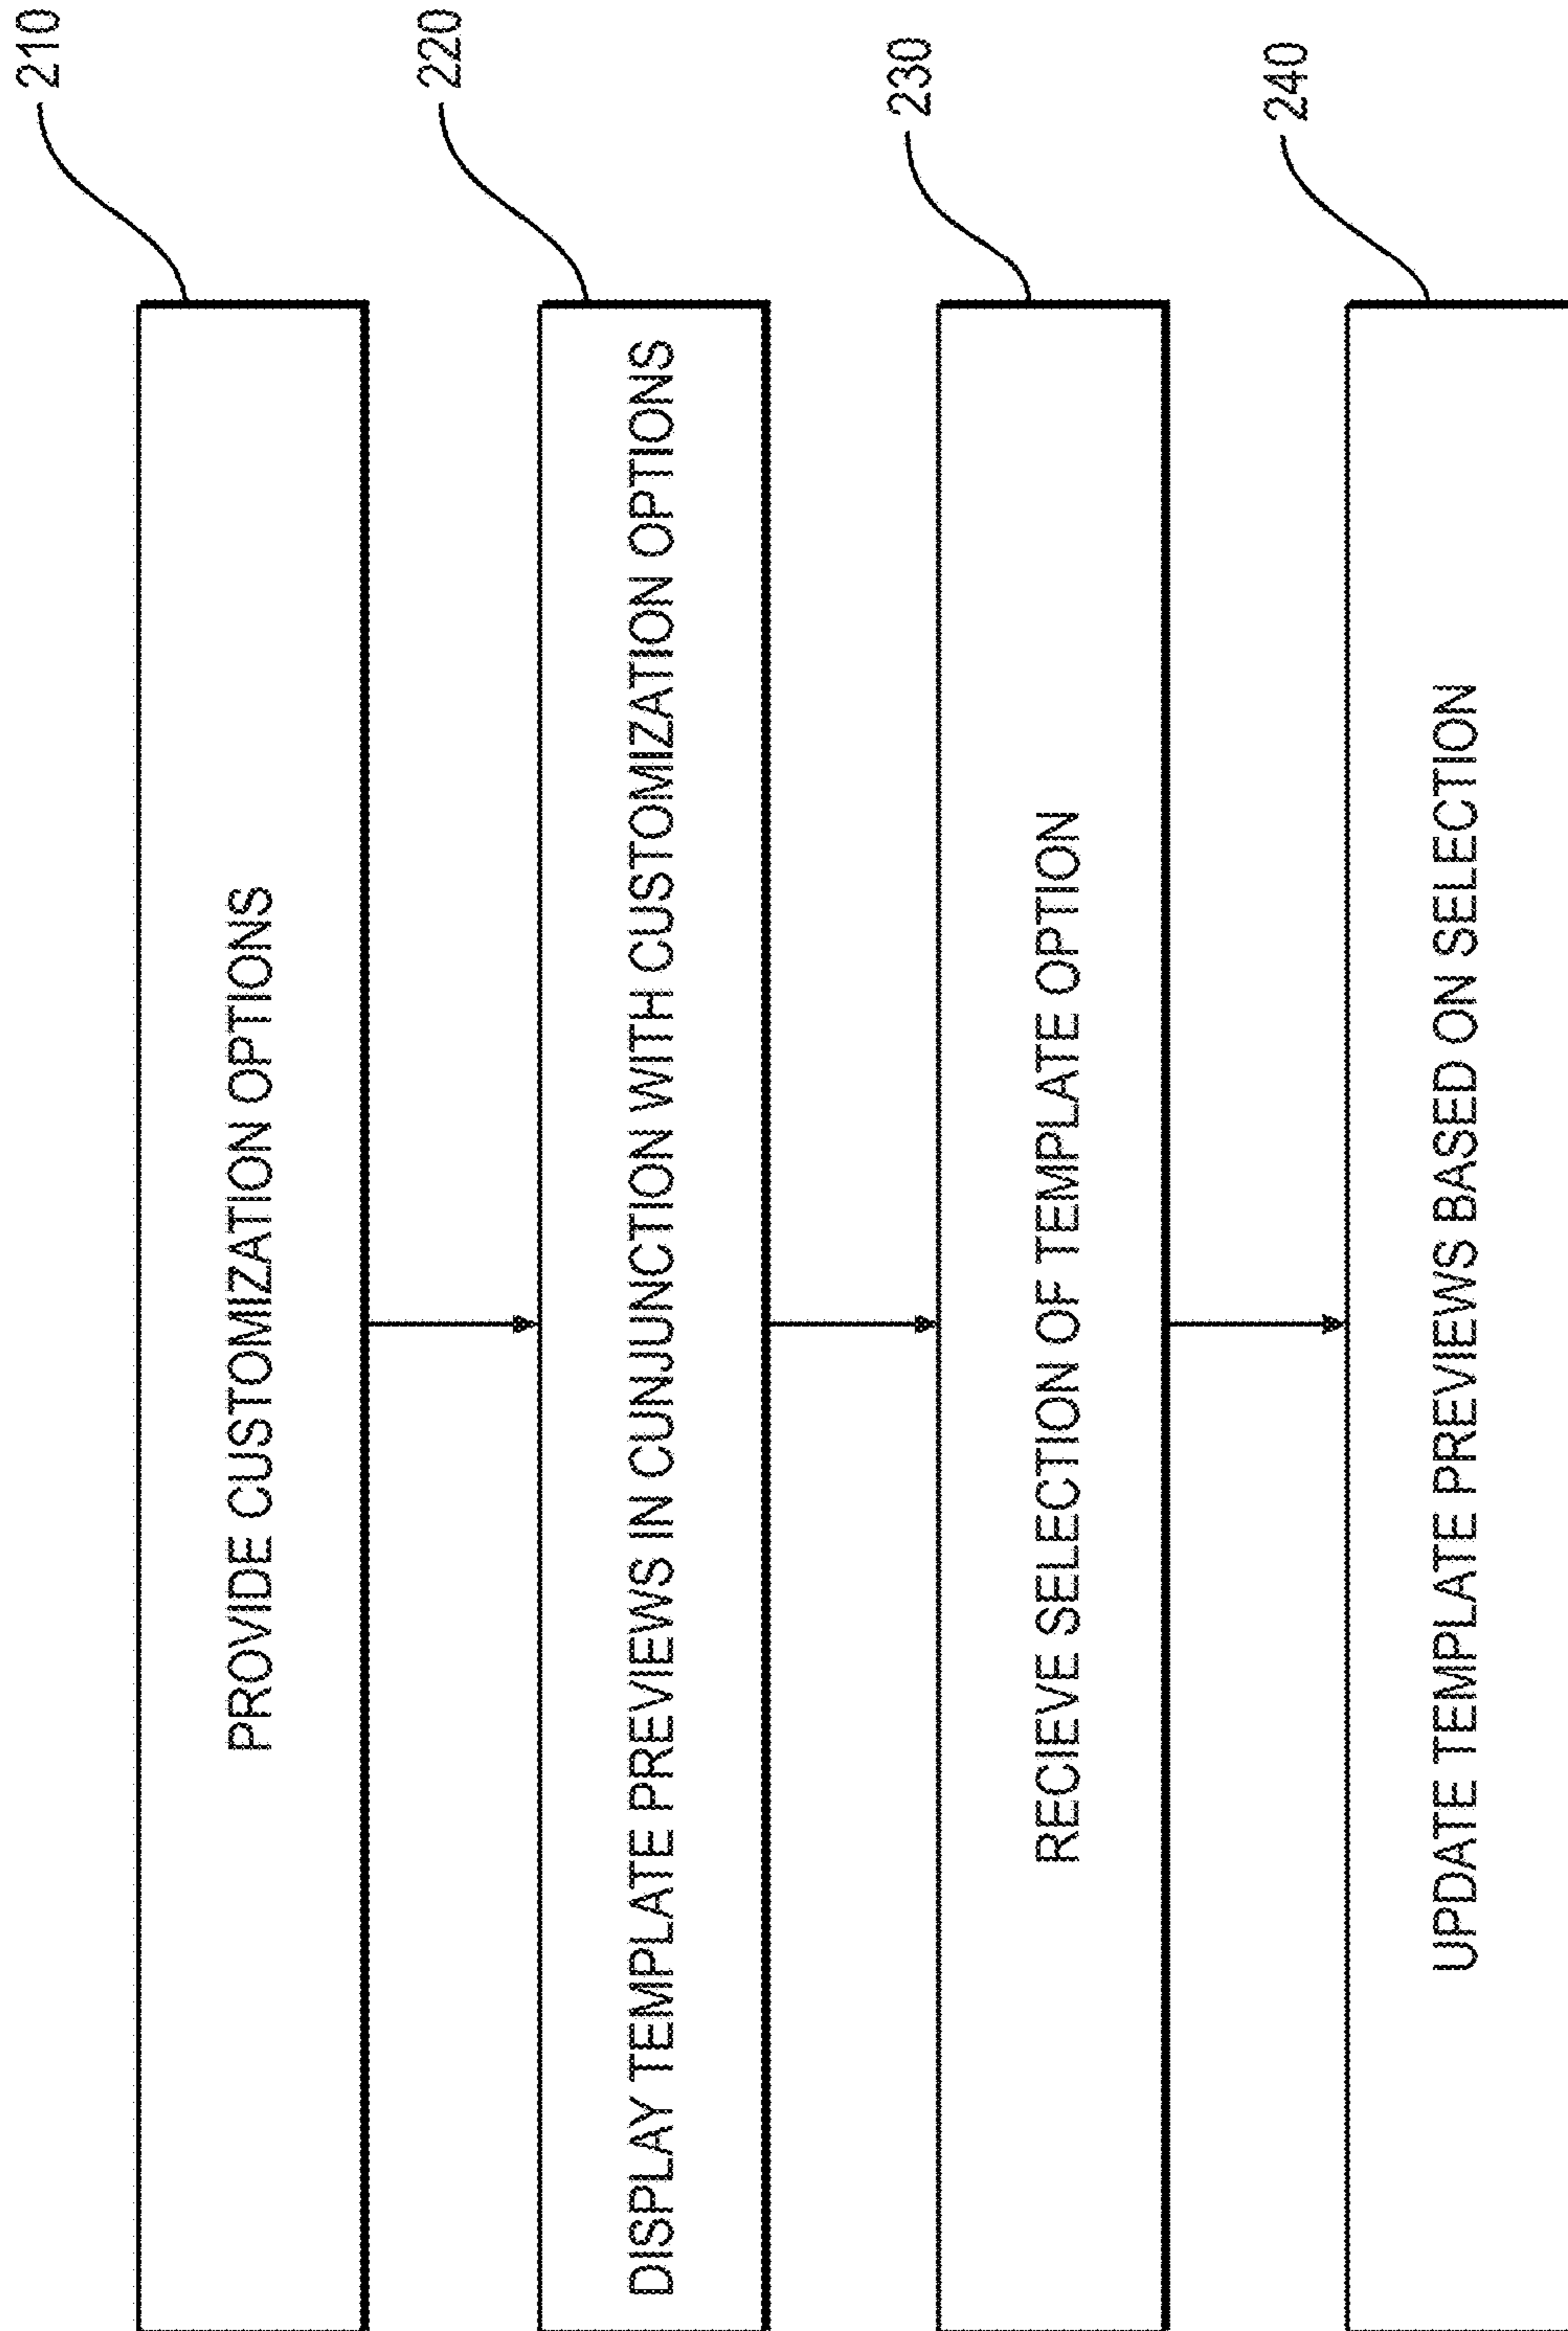 PROVIDE CUSTOMIZATION OPTIONS
210
DISPLAY TEMPLATE PREVIEWS IN CUNJUNCTION WITH CUSTOMIZATION OPTIONS
220
RECIEVE SELECTION OF TEMPLATE OPTION
230
UPDATE TEMPLATE PREVIEWS BASED ON SELECTION
240